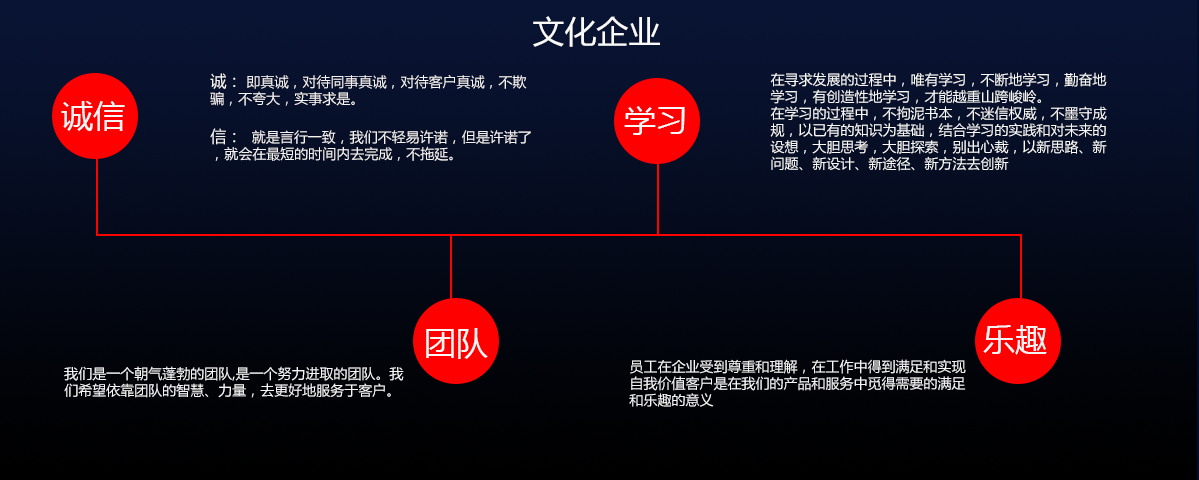 文化企业
诚信
诚： 即真诚，对待同事真诚，对待客户真诚，不欺
骗，不夸大，实事求是。
信： 就是言行一致，我们不轻易许诺，但是许诺了
，就会在最短的时间内去完成，不拖延。
学习
在寻求发展的过程中，唯有学习，不断地学习，勤奋地
学习，有创造性地学习，才能越重山跨峻岭。
在学习的过程中，不拘泥书本，不迷信权威，不墨守成
规，以已有的知识为基础，结合学习的实践和对未来的
设想，大胆思考，大胆探索，别出心裁，以新思路、新
问题、新设计、新途径、新方法去创新
团队
我们是一个朝气蓬勃的团队,是一个努力进取的团队。我
们希望依靠团队的智慧、力量，去更好地服务于客户。
乐趣
员工在企业受到尊重和理解，在工作中得到满足和实现
自我价值客户是在我们的产品和服务中觅得需要的满足
和乐趣的意义